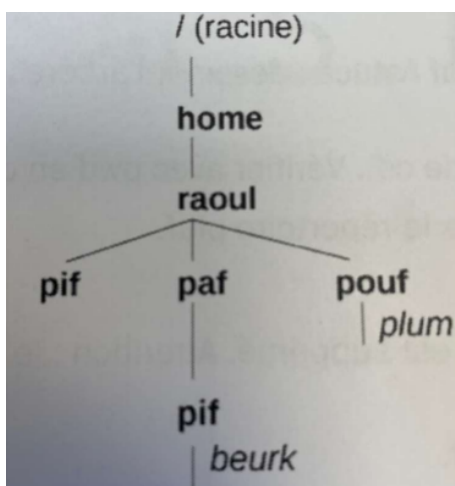 / (racine)
home
raoul
pif paf pouf
plum
pif
beurk